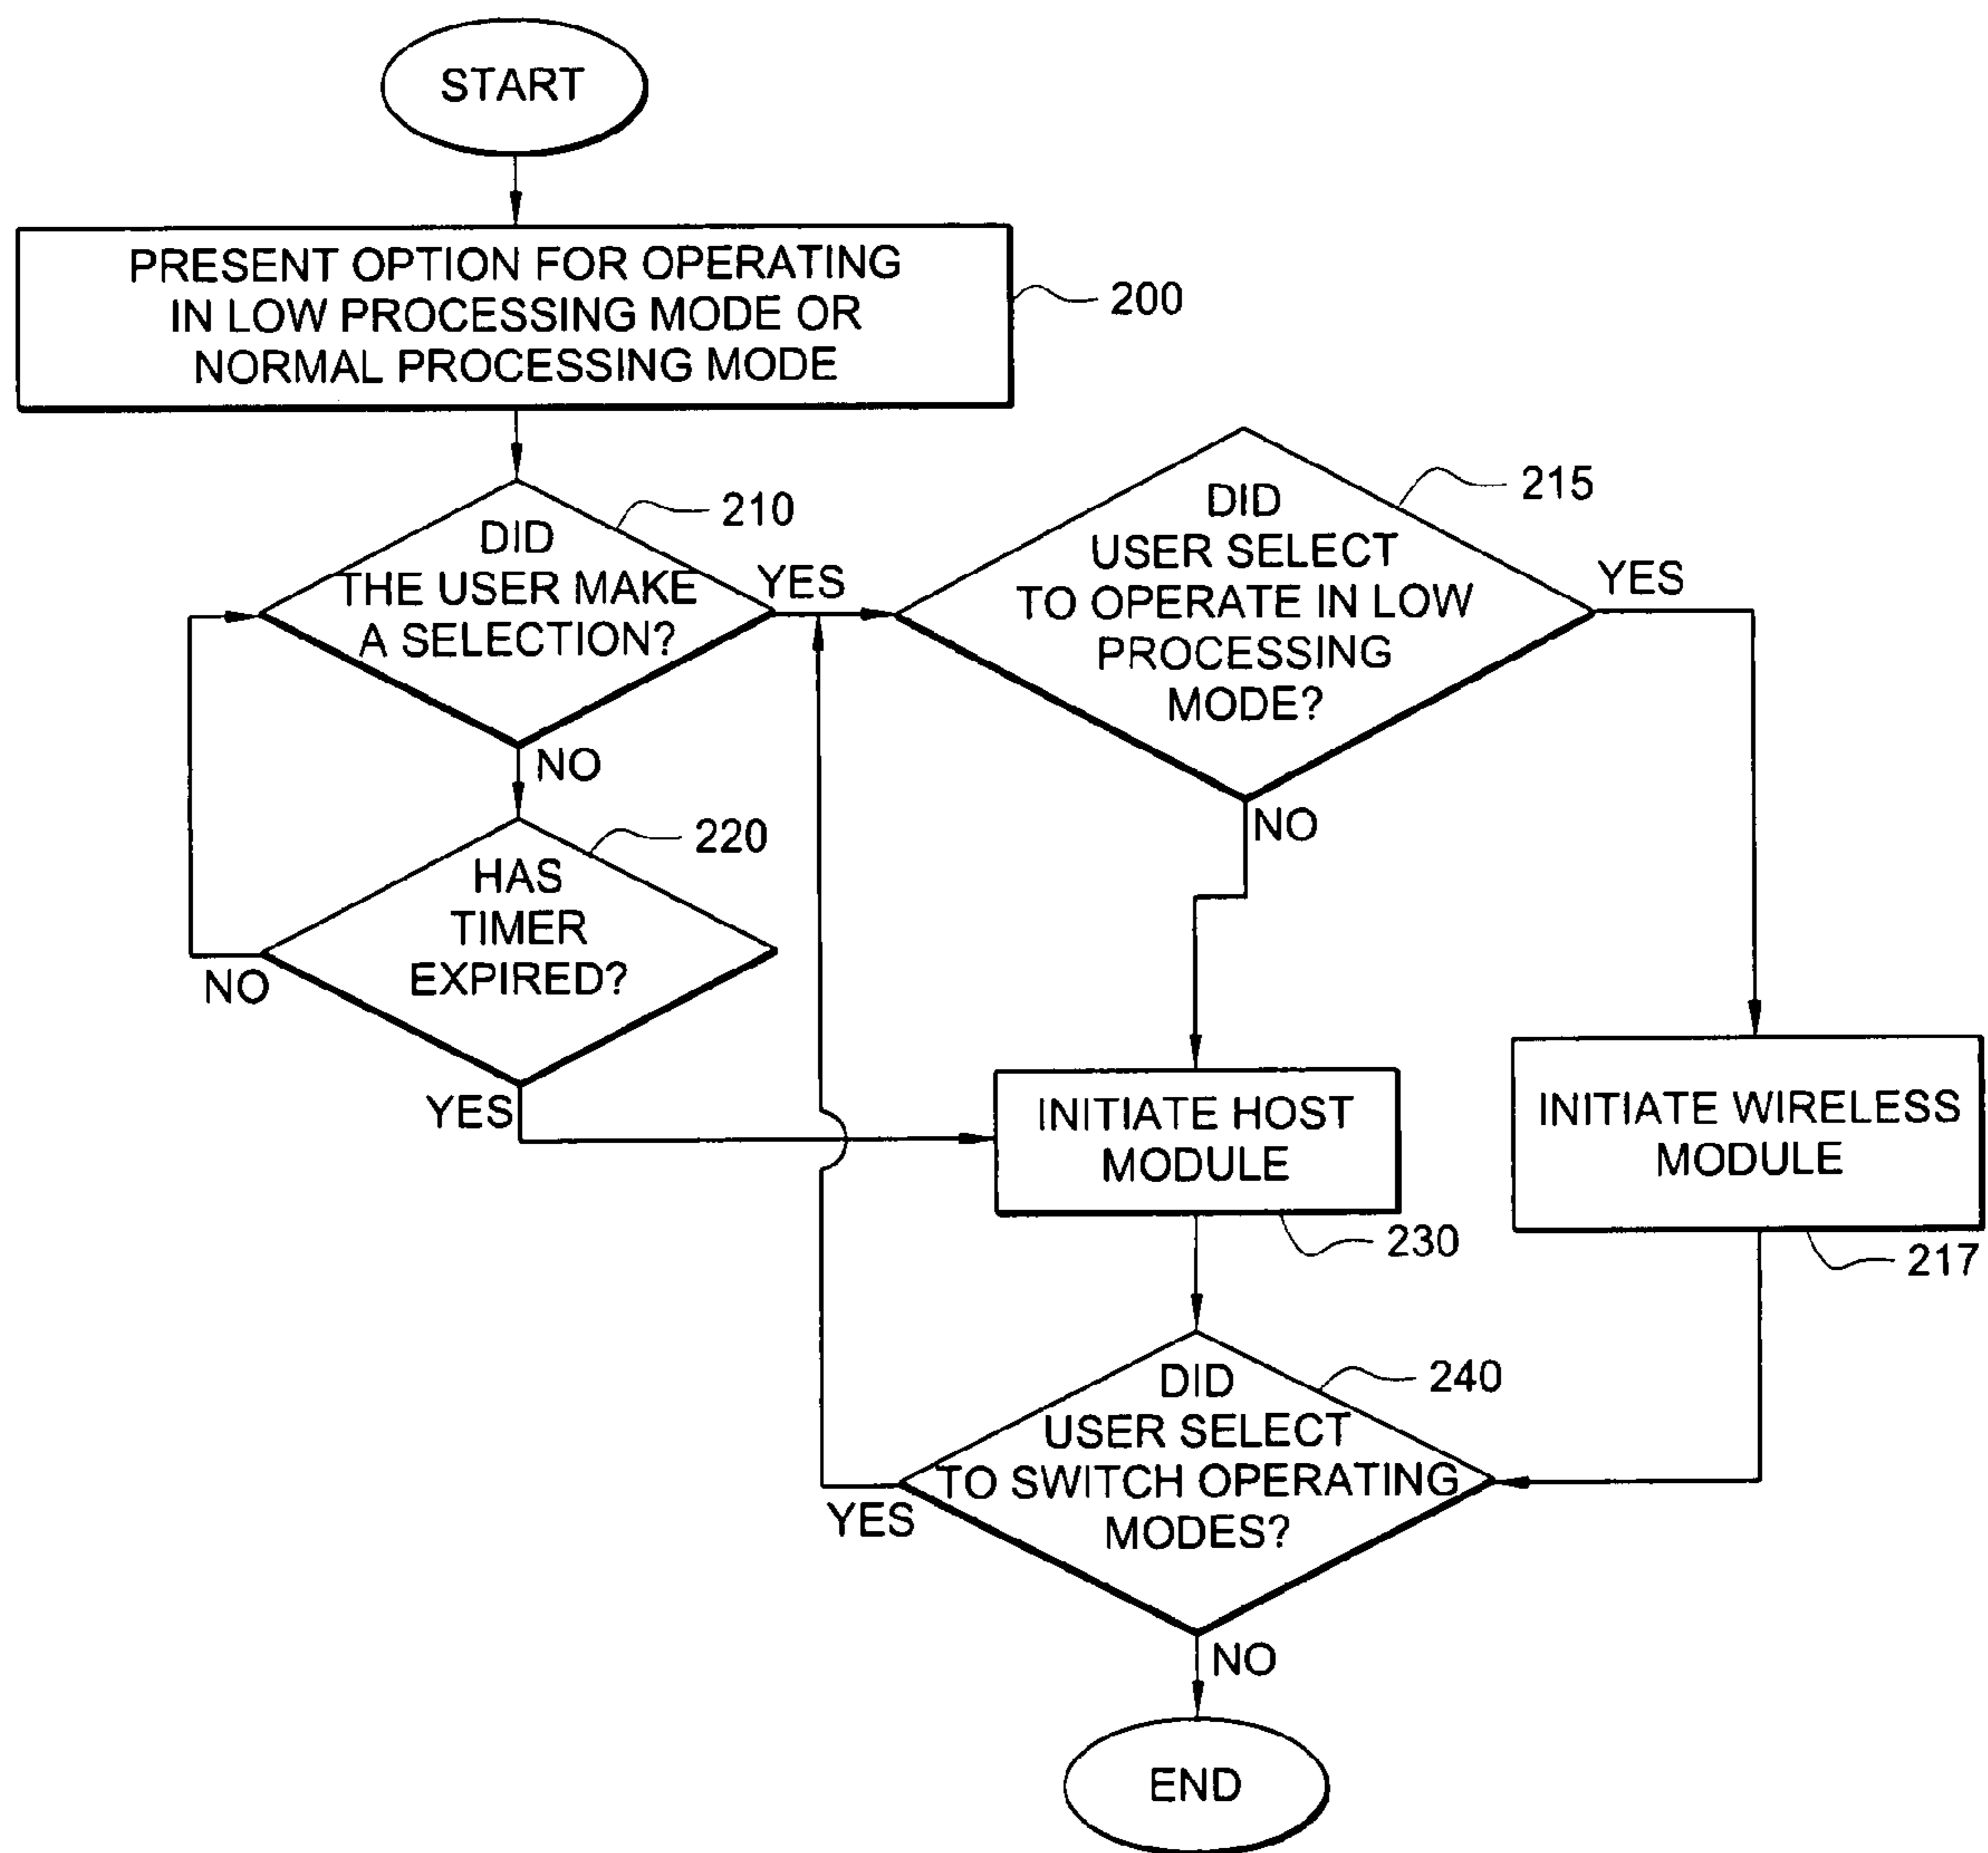 START
PRESENT OPTION FOR OPERATING
IN LOW PROCESSING MODE OR
NORMAL PROCESSING MODE
200
DID
THE USER MAKE
A SELECTION?
210
YES
NO
DID
USER SELECT
TO OPERATE IN LOW
PROCESSING
MODE?
215
YES
NO
HAS
TIMER
EXPIRED?
220
NO
YES
INITIATE HOST
MODULE
230
INITIATE WIRELESS
MODULE
217
DID
USER SELECT
TO SWITCH OPERATING
MODES?
240
YES
NO
END